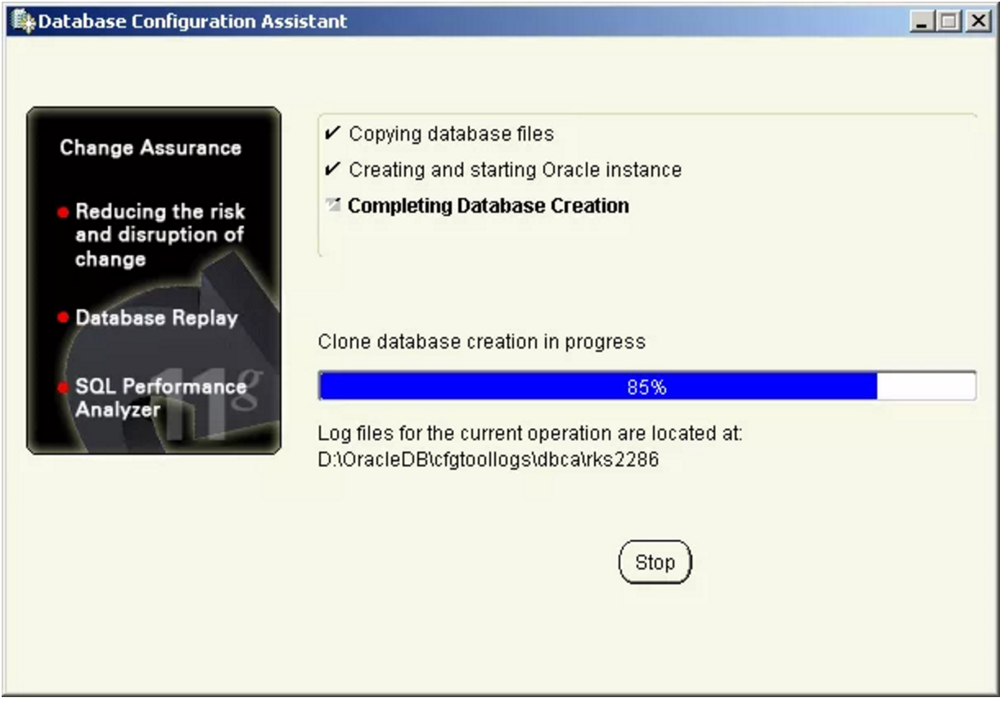 Database Configuration Assistant
Change Assurance
Reducing the risk
and disruption of
change
Database Replay
SQL Performance
Analyzer
11g
Copying database files
Creating and starting Oracle instance
Completing Database Creation
Clone database creation in progress
85%
Log files for the current operation are located at:
D:\OracleDB\cfgtoollogs\dbca\rks2286
Stop